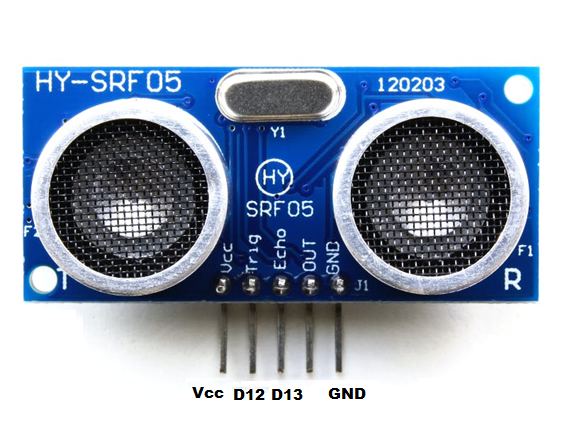 HY-SRF05
120203
Y1
HY
SRF05
Vcc
Trig
Echo
OUT
GND
F1
J1
T
R
Vcc D12 D13 GND